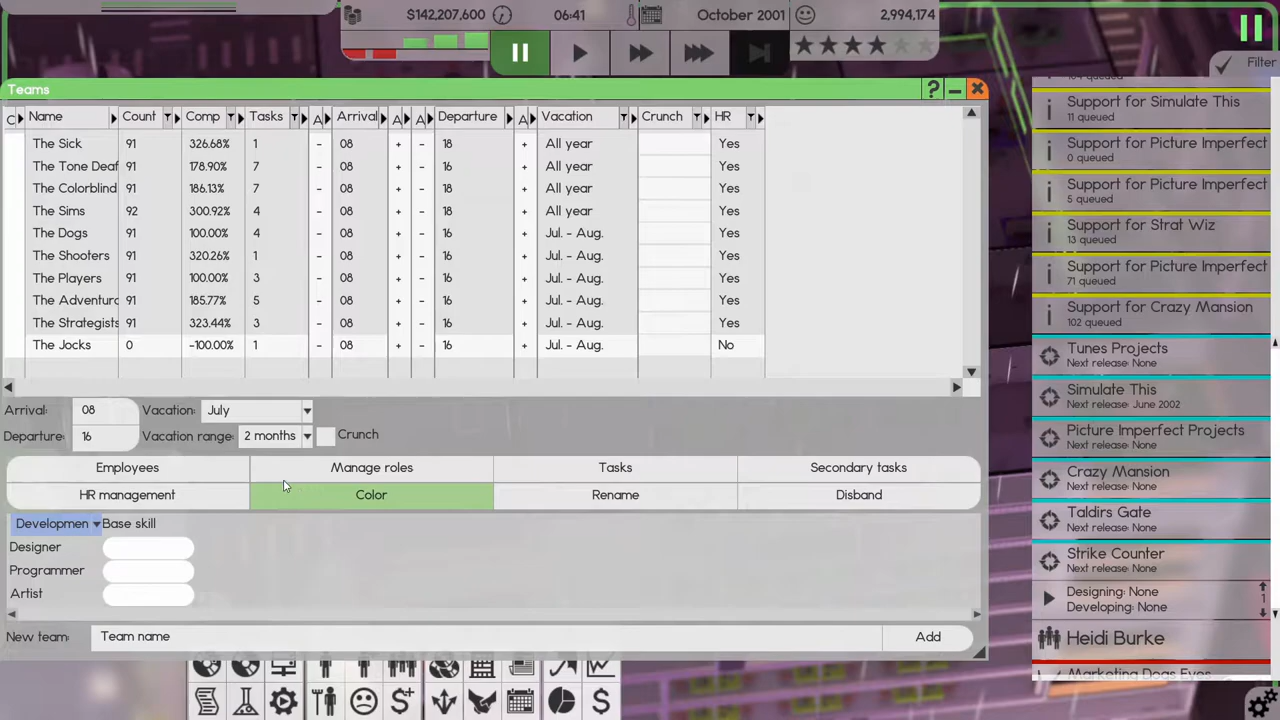 $142,207,600 06:41 October 2001 2,994,174
Filter
Teams ?
C Name Count Comp Tasks A Arrival A A Departure A Vacation Crunch HR
The Sick 91 326.68% 1 - 08 + - 18 + All year Yes
The Tone Deaf 91 178.90% 7 - 08 + - 16 + All year Yes
The Colorblind 91 186.13% 7 - 08 + - 18 + All year Yes
The Sims 92 300.92% 4 - 08 + - 18 + All year Yes
The Dogs 91 100.00% 4 - 08 + - 16 + Jul. - Aug. Yes
The Shooters 91 320.26% 1 - 08 + - 16 + Jul. - Aug. Yes
The Players 91 100.00% 3 - 08 + - 16 + Jul. - Aug. Yes
The Adventur 91 185.77% 5 - 08 + - 16 + Jul. - Aug. Yes
The Strategists 91 323.44% 3 - 08 + - 16 + Jul. - Aug. Yes
The Jocks 0 -100.00% 1 - 08 + - 16 + Jul. - Aug. No
Arrival: 08 Vacation: July
Departure: 16 Vacation range: 2 months Crunch
Employees Manage roles Tasks Secondary tasks
HR management Color Rename Disband
Developmen Base skill
Designer
Programmer
Artist
New team: Team name Add
104 queued
Support for Simulate This
11 queued
Support for Picture Imperfect
0 queued
Support for Picture Imperfect
5 queued
Support for Strat Wiz
13 queued
Support for Picture Imperfect
71 queued
Support for Crazy Mansion
102 queued
Tunes Projects
Next release: None
Simulate This
Next release: June 2002
Picture Imperfect Projects
Next release: None
Crazy Mansion
Next release: None
Taldirs Gate
Next release: None
Strike Counter
Next release: None
Designing: None
Developing: None
1
Heidi Burke
Marketing Dogs Eyes